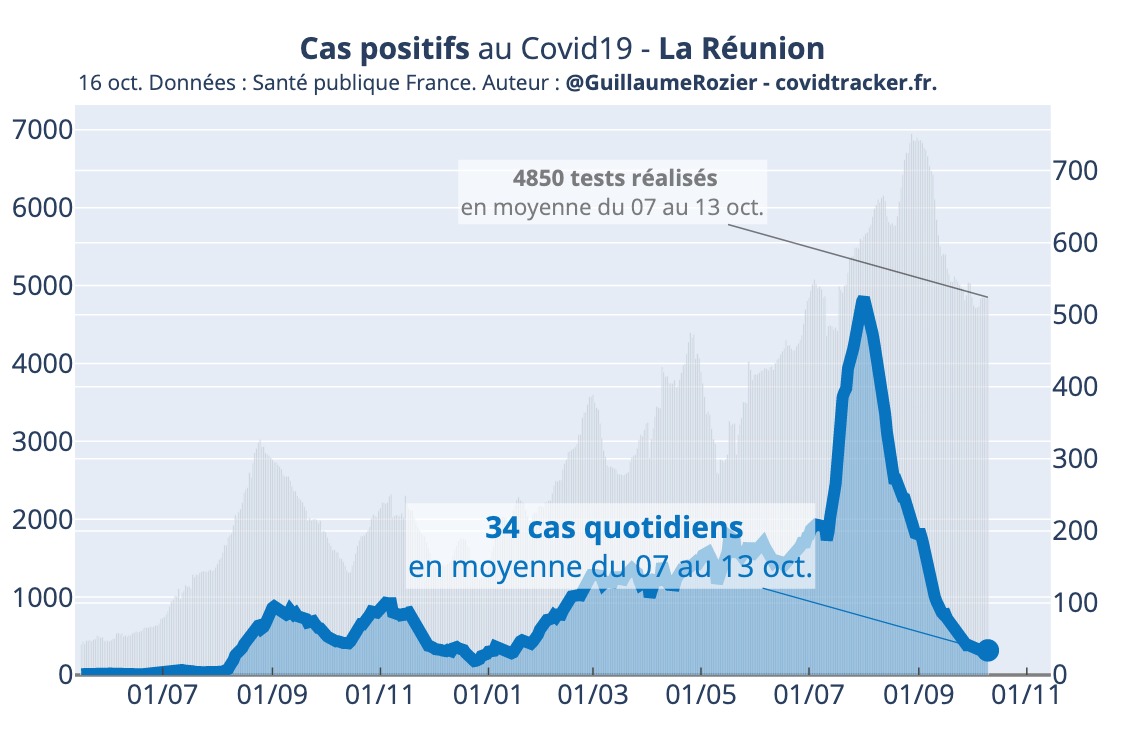 Cas positifs au Covid19 - La Réunion
16 oct. Données : Santé publique France. Auteur : @GuillaumeRozier - covidtracker.fr.
7000
6000
5000
4000
3000
2000
1000
0
4850 tests réalisés
en moyenne du 07 au 13 oct.
34 cas quotidiens
en moyenne du 07 au 13 oct.
700
600
500
400
300
200
100
0
01/07 01/09 01/11 01/01 01/03 01/05 01/07 01/09 01/11